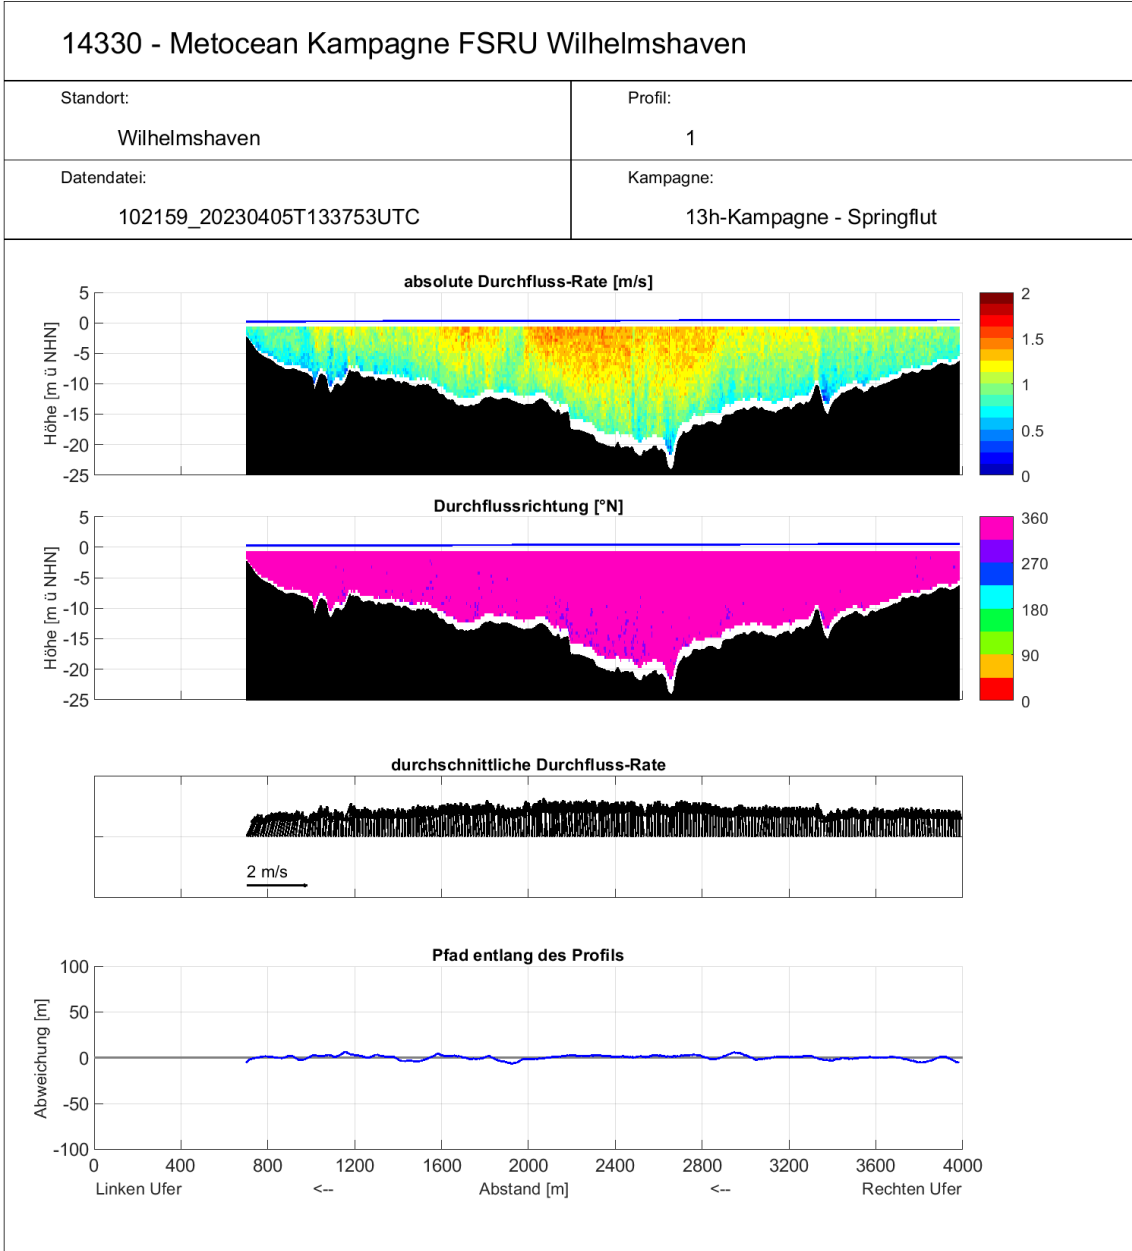 14330 - Metocean Kampagne FSRU Wilhelmshaven
Standort:
Profil:
Wilhelmshaven
1
Datendatei:
Kampagne:
102159_20230405T133753UTC
13h-Kampagne - Springflut
absolute Durchfluss-Rate [m/s]
Höhe [m ü NHN]
5
0
-5
-10
-15
-20
-25
2
1.5
1
0.5
0
Durchflussrichtung [°N]
Höhe [m ü NHN]
5
0
-5
-10
-15
-20
-25
360
270
180
90
0
durchschnittliche Durchfluss-Rate
2 m/s
Pfad entlang des Profils
Abweichung [m]
100
50
0
-50
-100
0 400 800 1200 1600 2000 2400 2800 3200 3600 4000
Linken Ufer <-- Abstand [m] <-- Rechten Ufer